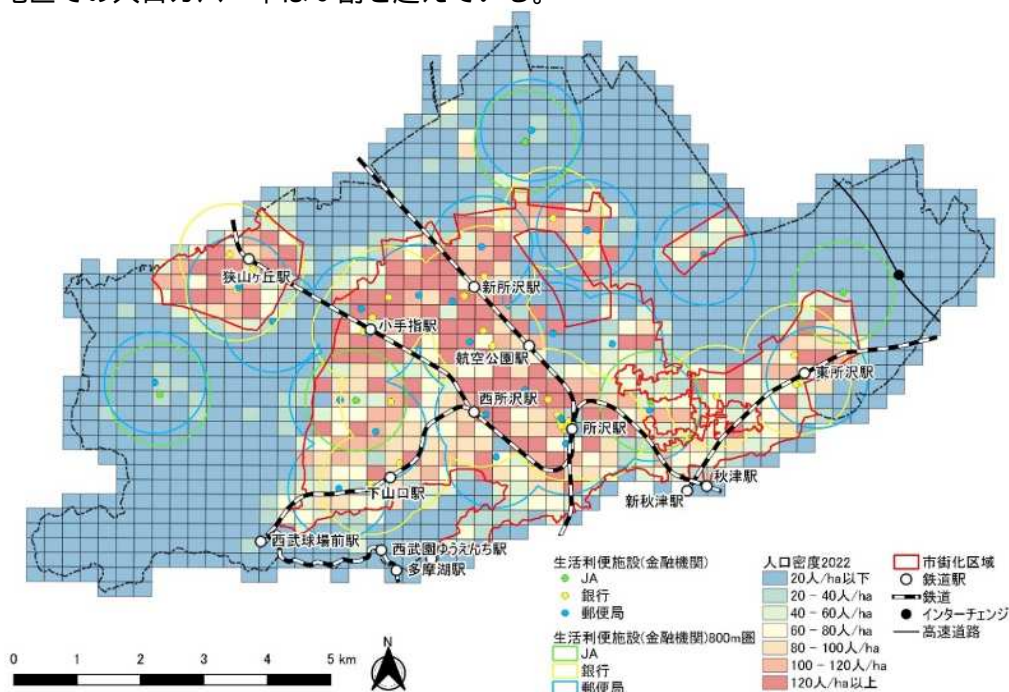 狭山ヶ丘駅
新所沢駅
小手指駅
航空公園駅
西所沢駅
東所沢駅
所沢駅
下山口駅
秋津駅
新秋津駅
西武球場前駅
西武園ゆうえんち駅
多摩湖駅
生活利便施設(金融機関)
JA
銀行
郵便局
生活利便施設(金融機関)800m圏
JA
銀行
郵便局
人口密度2022
20人/ha以下
20 - 40人/ha
40 - 60人/ha
60 - 80人/ha
80 - 100人/ha
100 - 120人/ha
120人/ha以上
市街化区域
鉄道駅
鉄道
インターチェンジ
高速道路
0 1 2 3 4 5 km
N